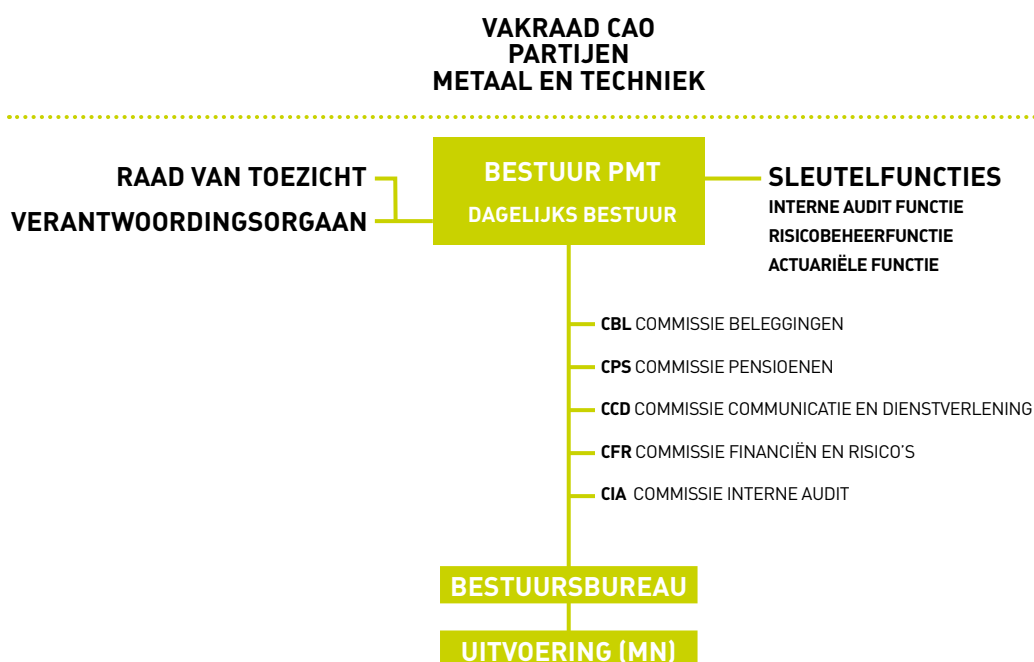 VAKRAAD CAO
PARTIJEN
METAAL EN TECHNIEK
RAAD VAN TOEZICHT
VERANTWOORDINGSORGAAN
BESTUUR PMT
DAGELIJKS BESTUUR
SLEUTELFUNCTIES
INTERNE AUDIT FUNCTIE
RISICOBEHEERFUNCTIE
ACTUARIËLE FUNCTIE
CBL COMMISSIE BELEGGINGEN
CPS COMMISSIE PENSIOENEN
CCD COMMISSIE COMMUNICATIE EN DIENSTVERLENING
CFR COMMISSIE FINANCIËN EN RISICO'S
CIA COMMISSIE INTERNE AUDIT
BESTUURSBUREAU
UITVOERING (MN)